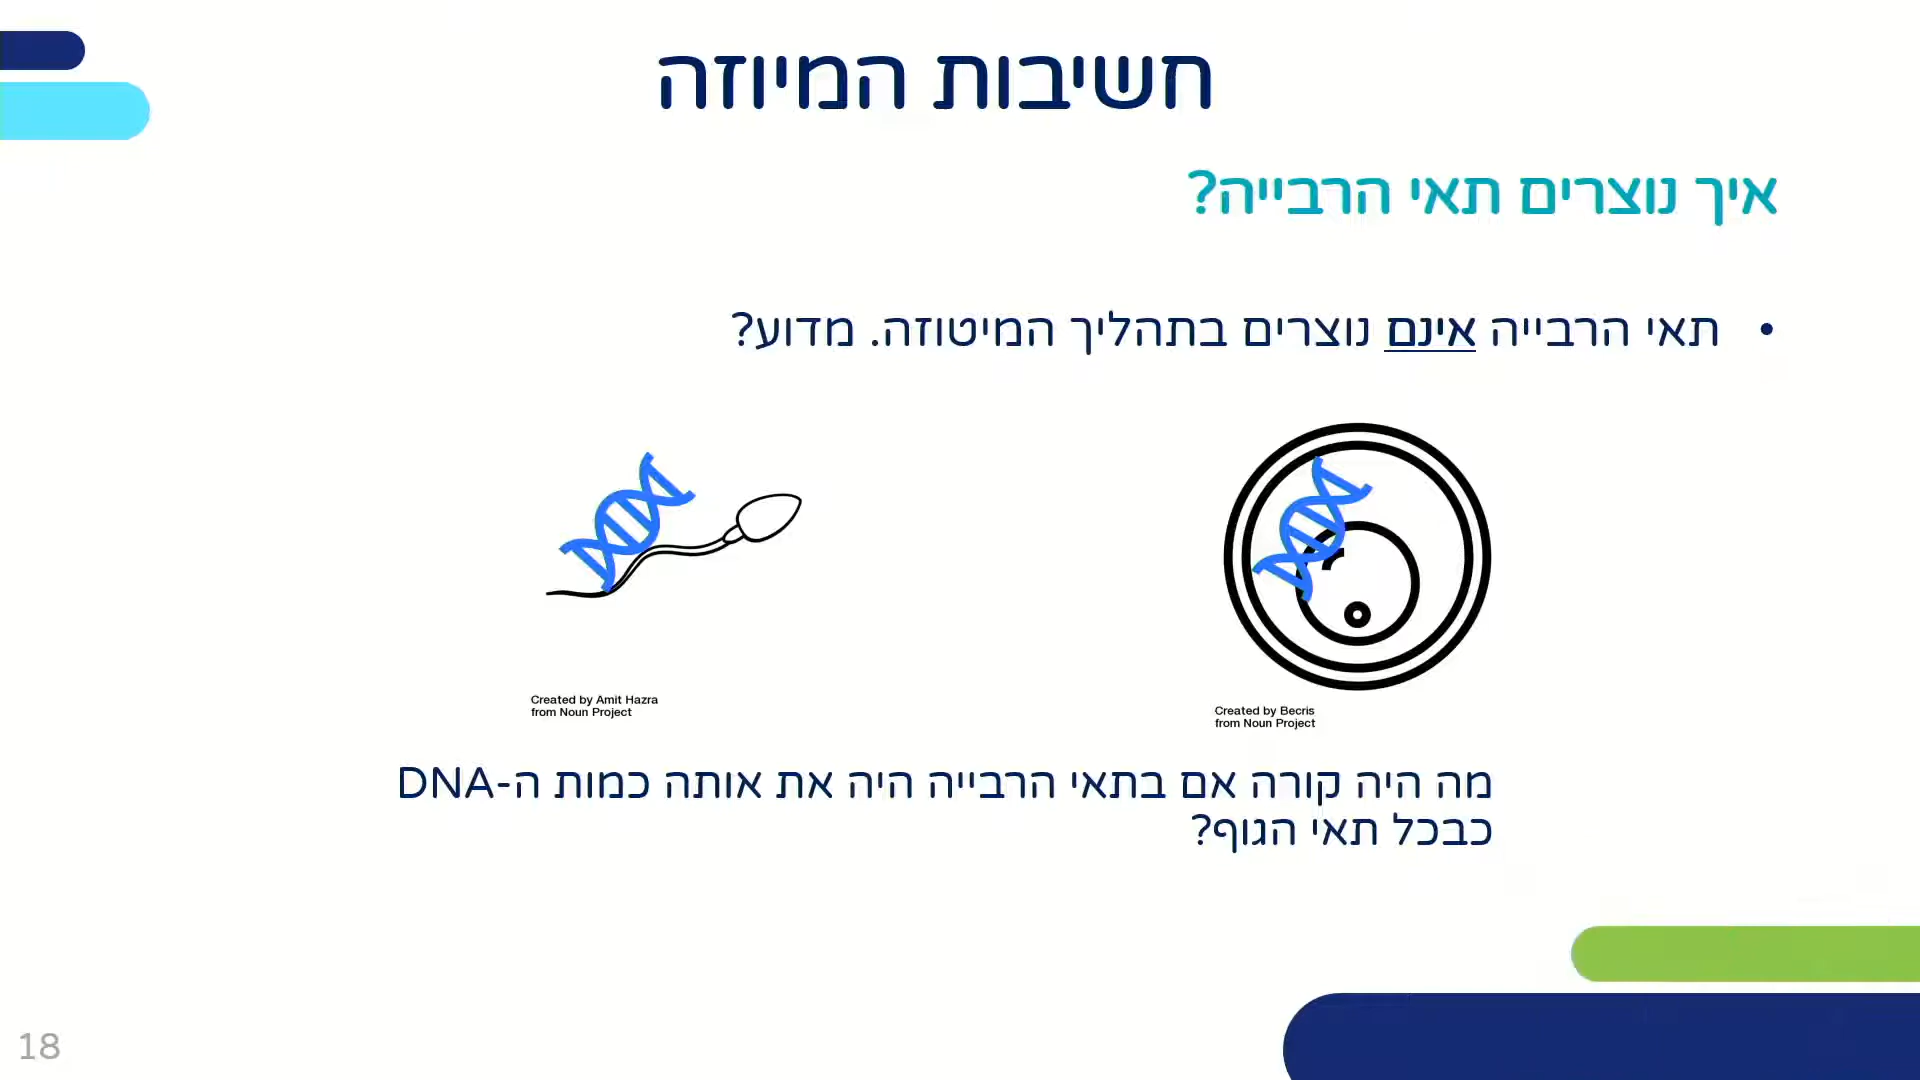 חשיבות המיוזה
איך נוצרים תאי הרבייה?
• תאי הרבייה אינם נוצרים בתהליך המיטוזה. מדוע?
Created by Amit Hazra
from Noun Project
Created by Becris
from Noun Project
מה היה קורה אם בתאי הרבייה היה את אותה כמות ה-DNA
כבכל תאי הגוף?
18